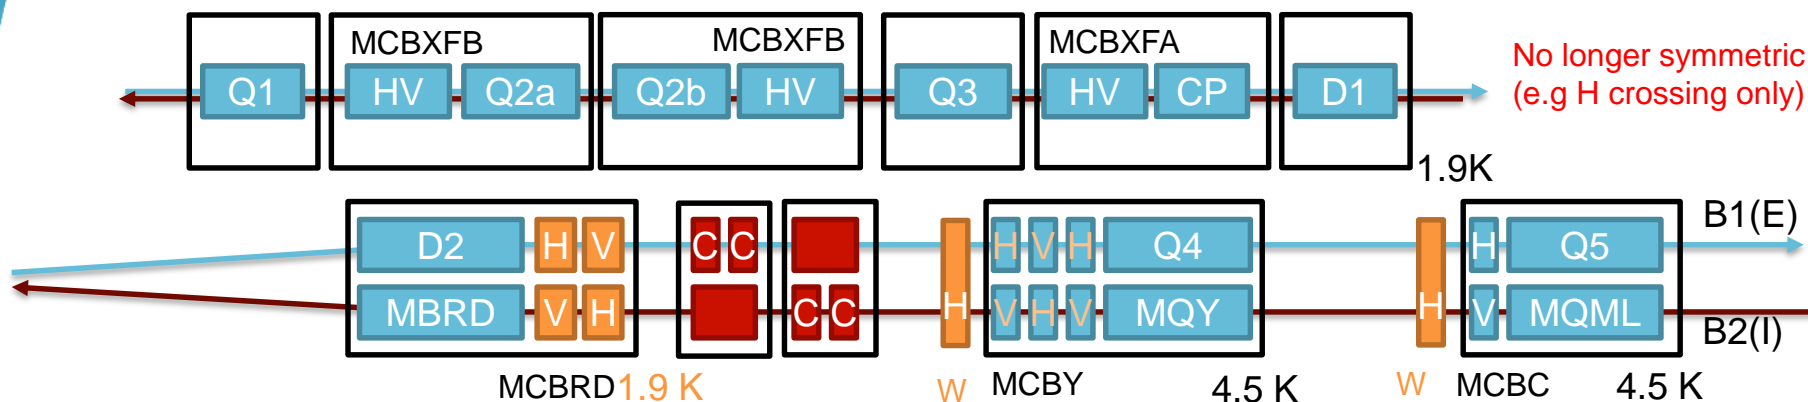 MCBXFB MCBXFB MCBXFA
No longer symmetric
(e.g H crossing only)
Q1 HV Q2a Q2b HV Q3 HV CP D1
1.9K
B1(E)
D2 H V C C H V H Q4 H Q5
H H
MBRD V H C C V H V MQY V MQML
B2(I)
MCBRD 1.9 K W MCBY 4.5 K W MCBC 4.5 K